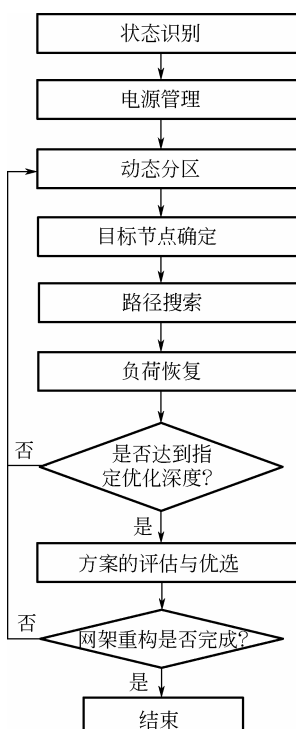 状态识别
电源管理
动态分区
目标节点确定
路径搜索
负荷恢复
否
是否达到指
定优化深度?
是
方案的评估与优选
否
网架重构是否完成?
是
结束